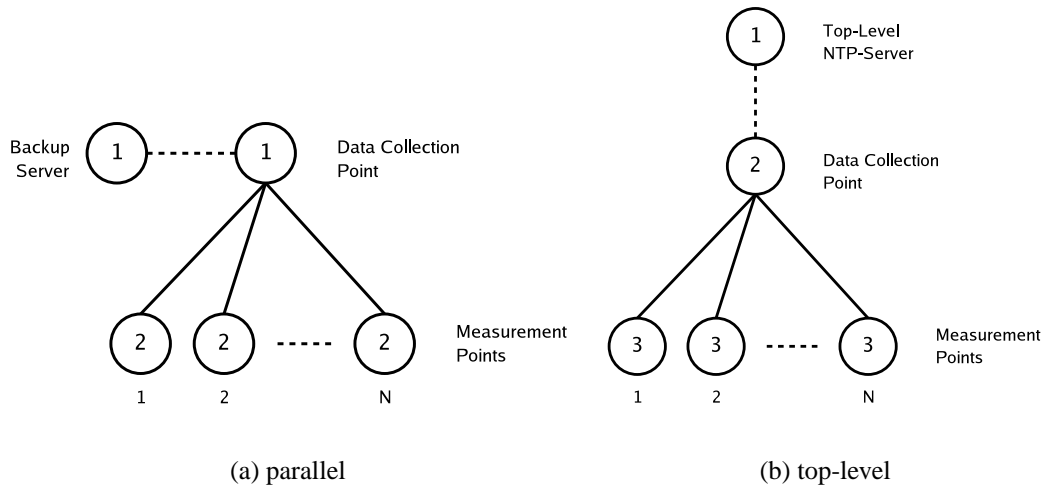 Backup
Server
1
1
Data Collection
Point
2
2
2
Measurement
Points
1
2
N
(a) parallel
1
Top-Level
NTP-Server
2
Data Collection
Point
3
3
3
Measurement
Points
1
2
N
(b) top-level